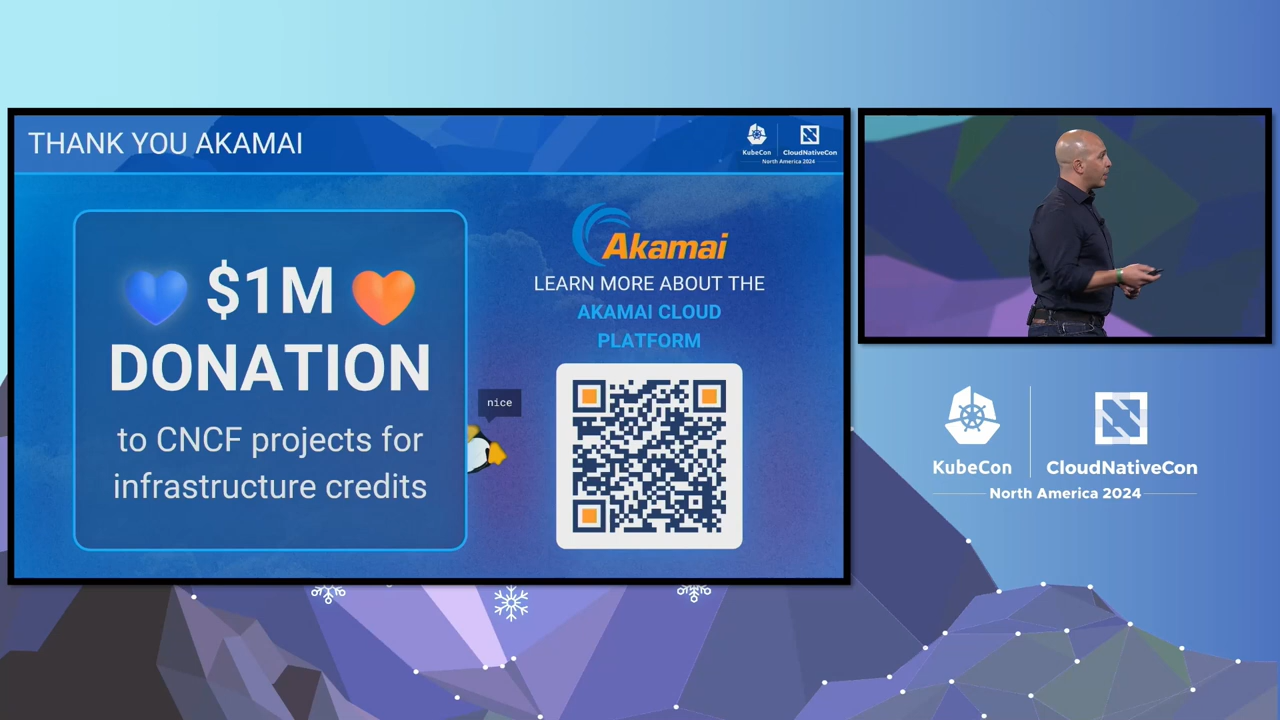 THANK YOU AKAMAI
KubeCon
CloudNativeCon
North America 2024
$1M
DONATION
to CNCF projects for
infrastructure credits
nice
Akamai
LEARN MORE ABOUT THE
AKAMAI CLOUD
PLATFORM
KubeCon
CloudNativeCon
North America 2024